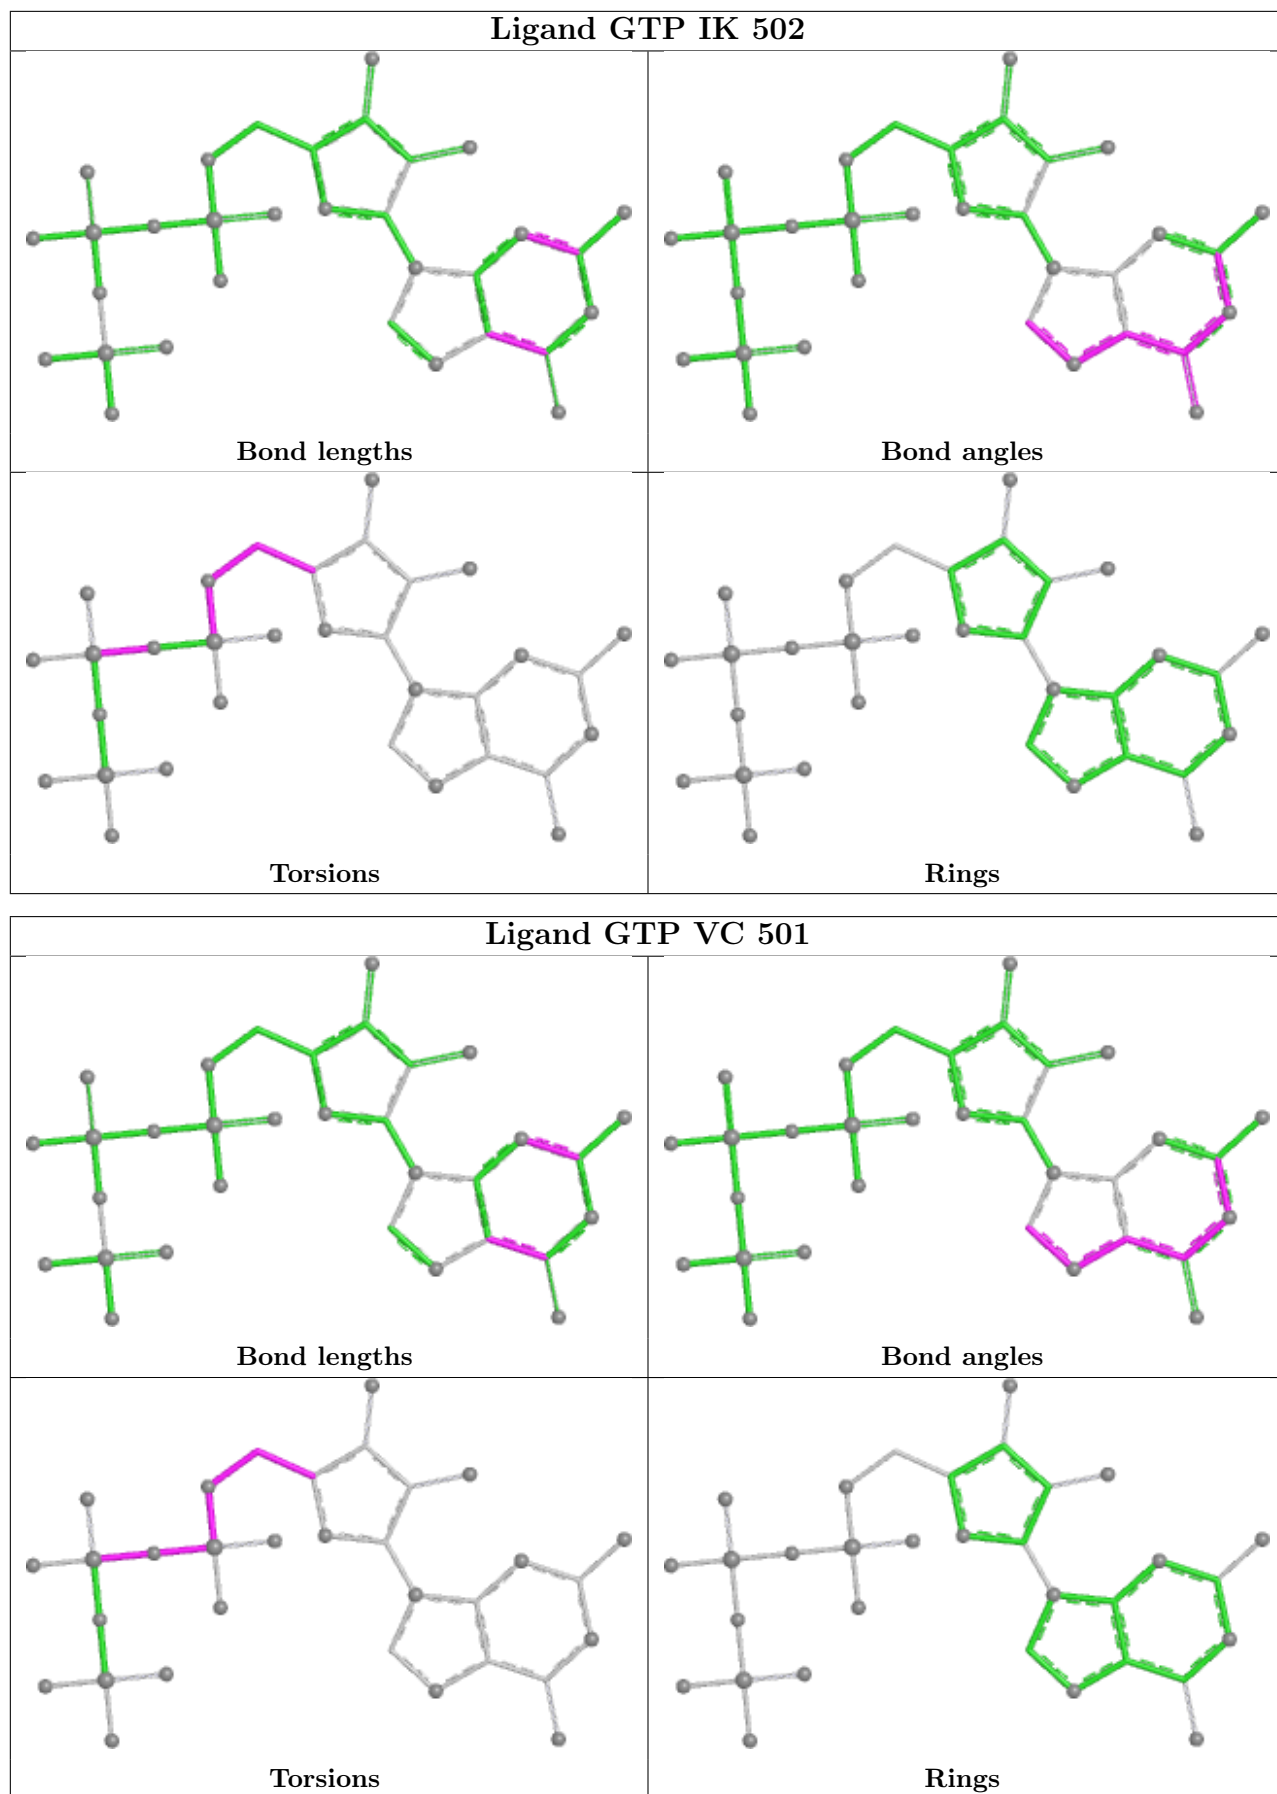 Ligand GTP IK 502
Bond lengths
Bond angles
Torsions
Rings
Ligand GTP VC 501
Bond lengths
Bond angles
Torsions
Rings